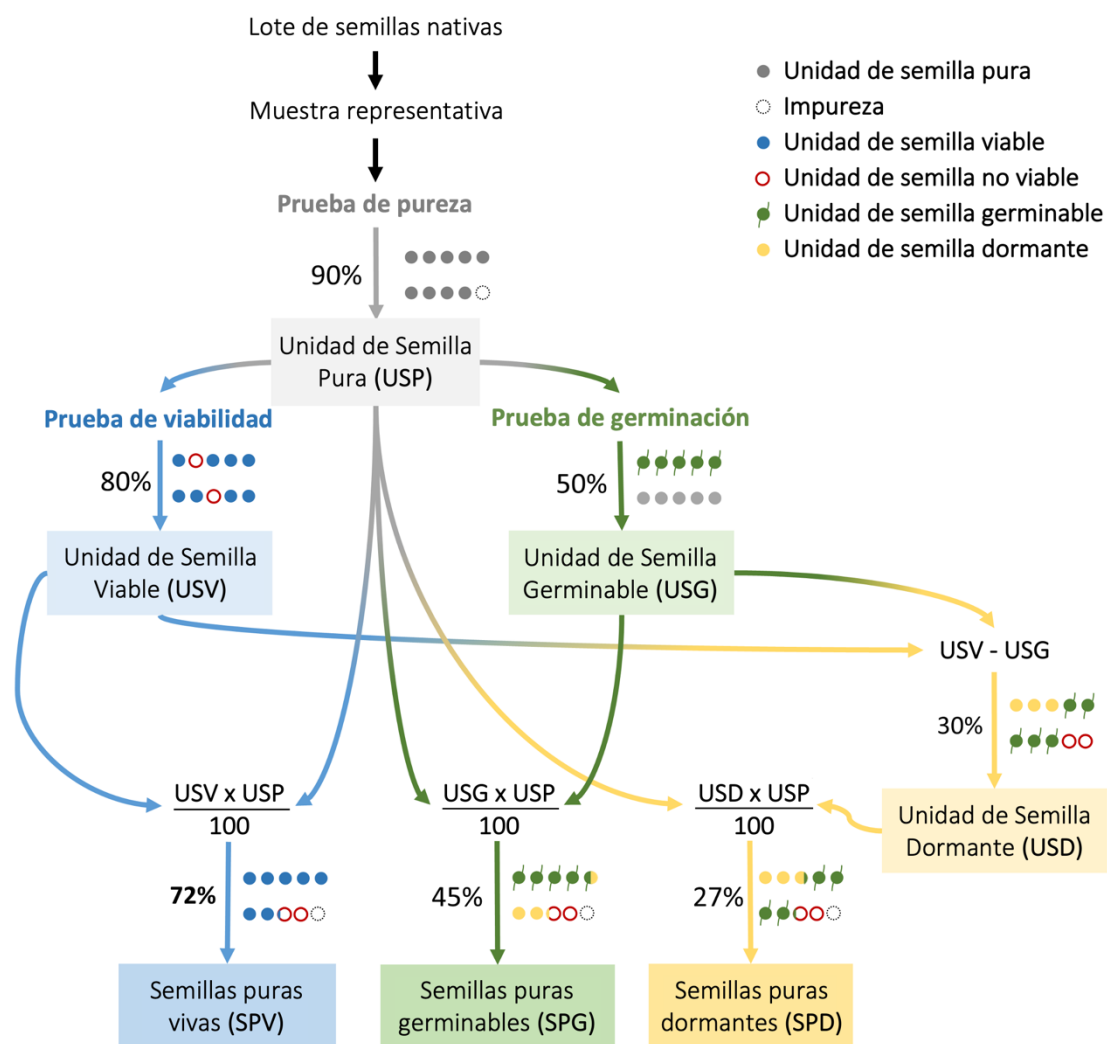 Lote de semillas nativas
Muestra representativa
Unidad de semilla pura
Impureza
Unidad de semilla viable
Unidad de semilla no viable
Unidad de semilla germinable
Unidad de semilla dormante
Prueba de pureza
90%
Unidad de Semilla
Pura (USP)
Prueba de viabilidad
80%
Unidad de Semilla
Viable (USV)
Prueba de germinación
50%
Unidad de Semilla
Germinable (USG)
USV - USG
30%
Unidad de Semilla
Dormante (USD)
USV x USP
100
72%
Semillas puras
vivas (SPV)
USG x USP
100
45%
Semillas puras
germinables (SPG)
USD x USP
100
27%
Semillas puras
dormantes (SPD)